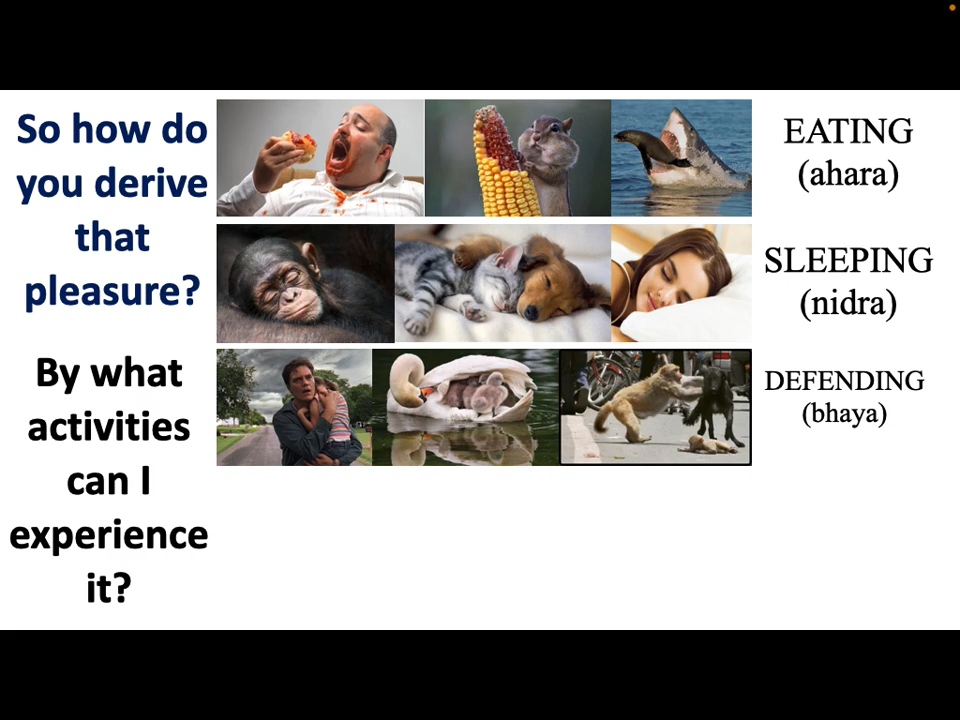 So how do
you derive
that
pleasure?
By what
activities
can I
experience
it?
EATING
(ahara)
SLEEPING
(nidra)
DEFENDING
(bhaya)